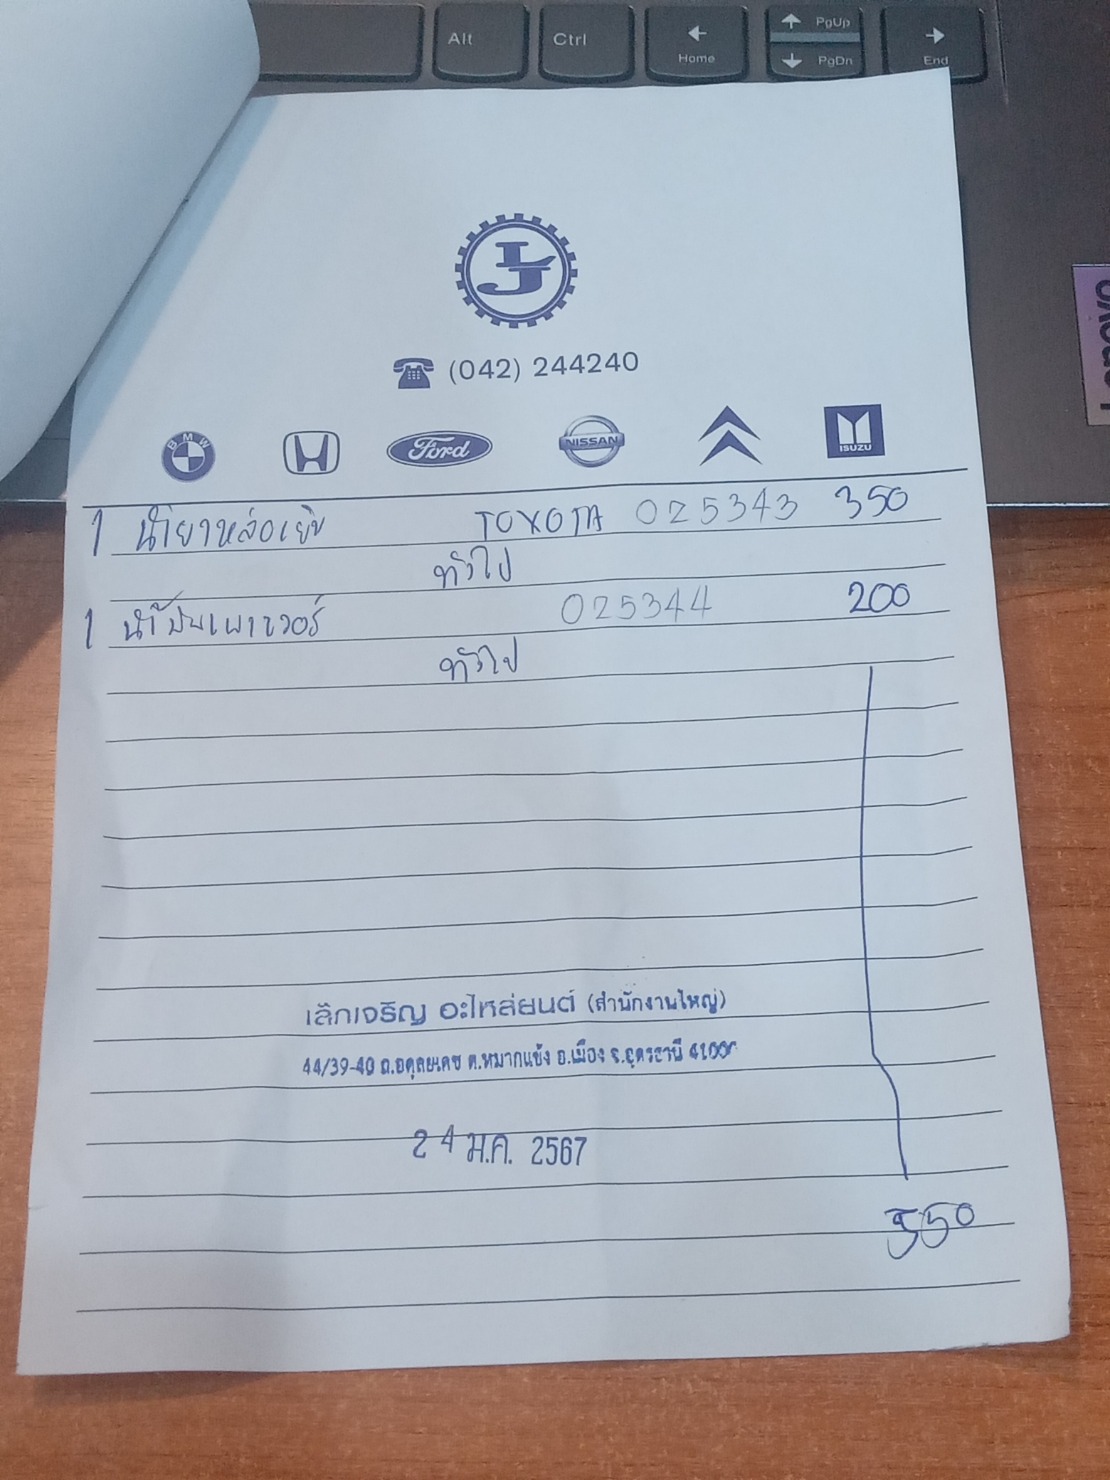 Alt Ctrl Home PgUp PgDn End
LJ
(042) 244240
BMW Ford NISSAN ISUZU
1 น้ำยาหล่อเย็น TOYOTA 025343 350
ทั่วไป
1 น้ำมันเพาเวอร์ 025344 200
ทั่วไป
เล็กเจริญ อะไหล่ยนต์ (สำนักงานใหญ่)
44/39-40 ถ.อดุลยเดช ต.หมากแข้ง อ.เมือง จ.อุดรธานี 41000
24 ม.ค. 2567
550